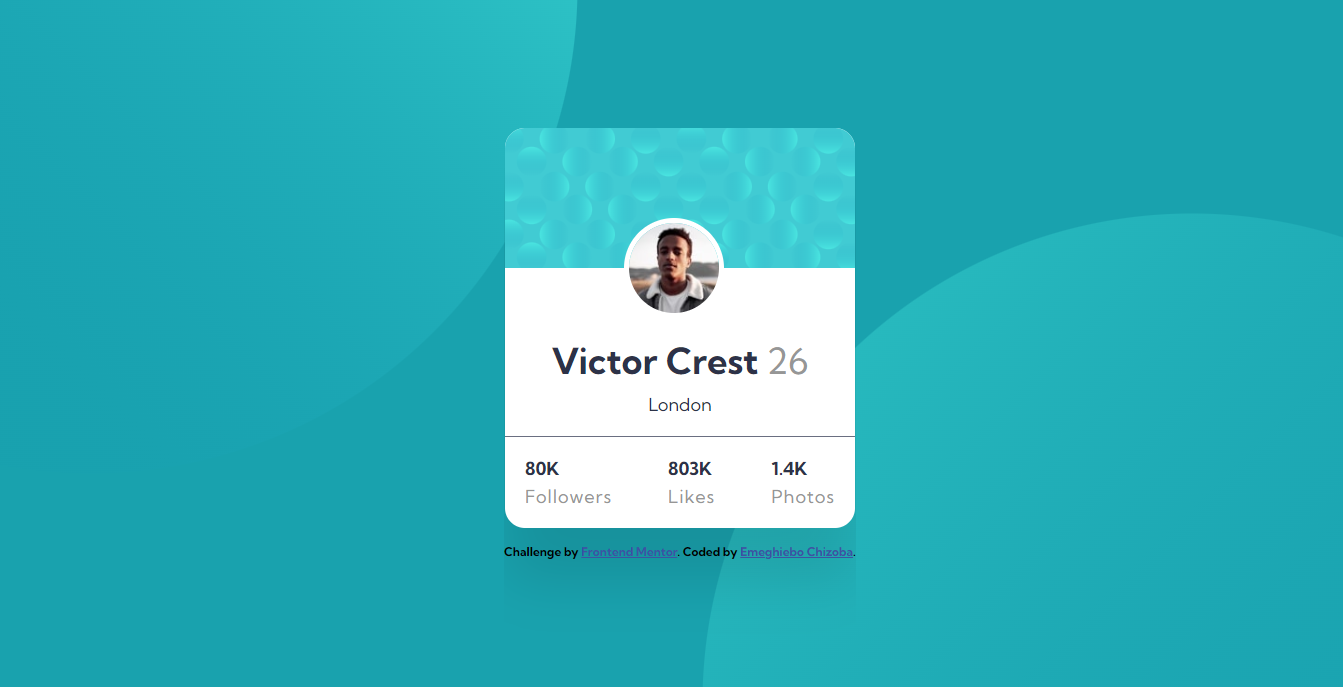 Victor Crest 26
London
80K 803K 1.4K
Followers Likes Photos
Challenge by Frontend Mentor. Coded by Emeghiebo Chizoba.